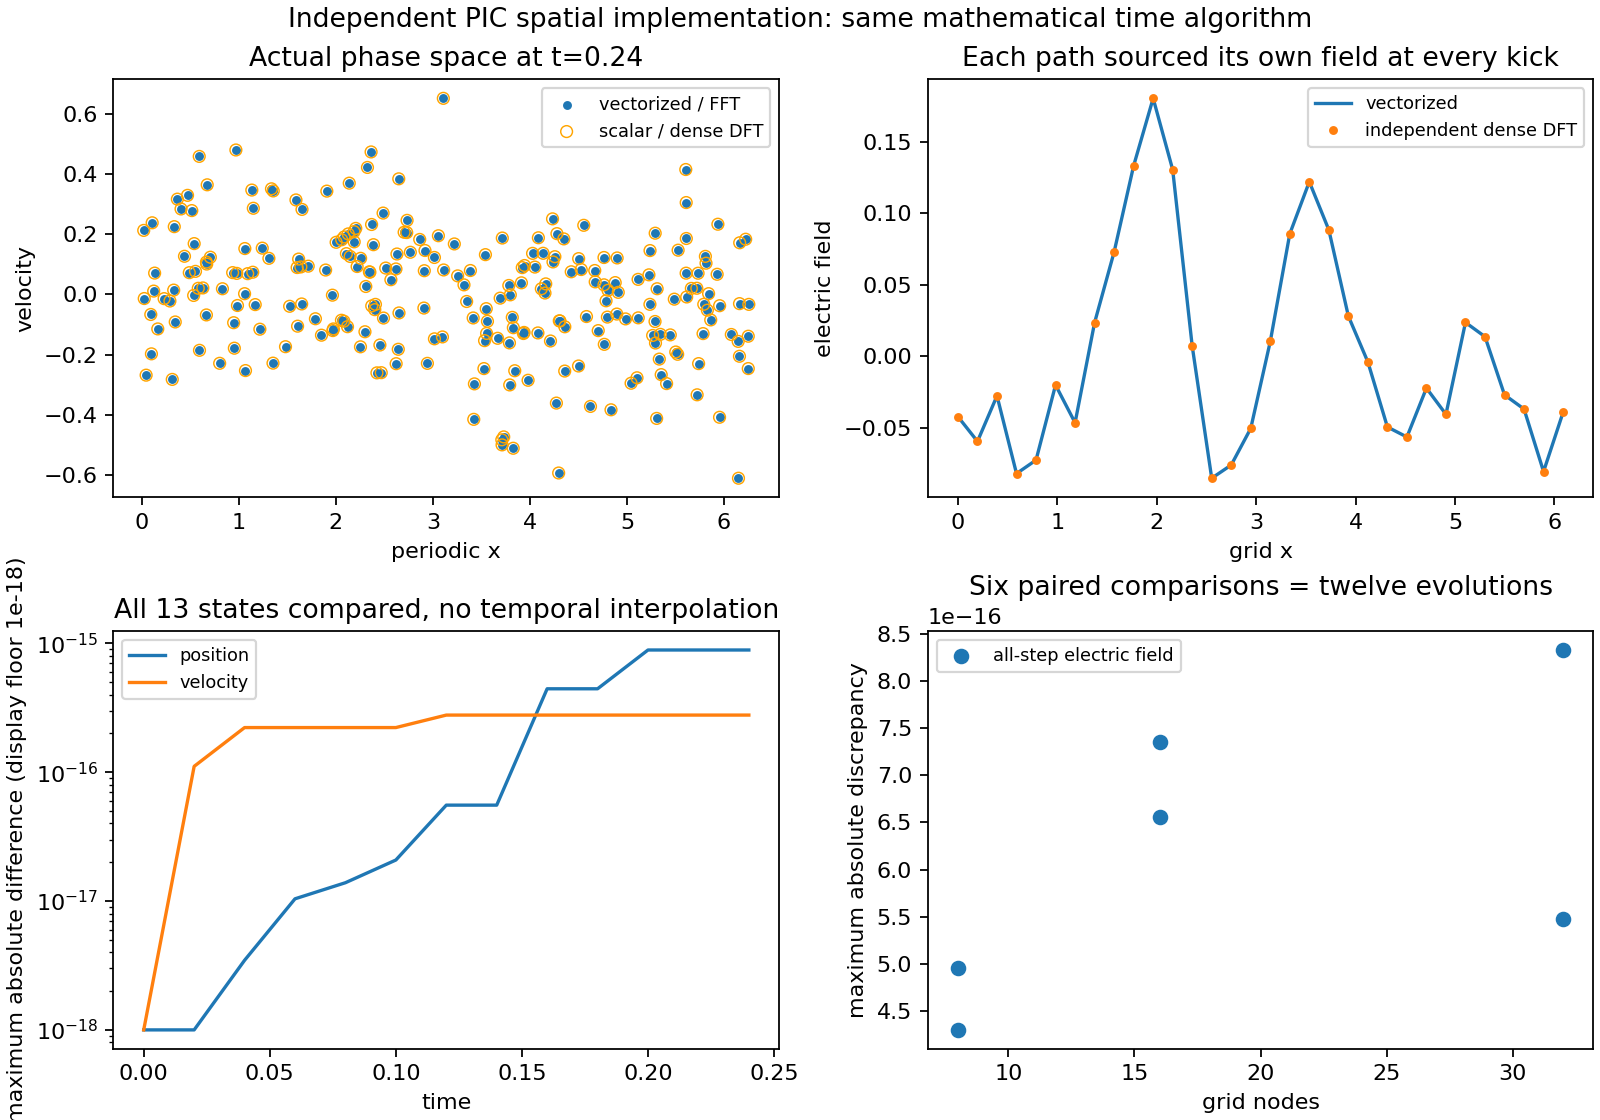 Independent PIC spatial implementation: same mathematical time algorithm
Actual phase space at t=0.24
vectorized / FFT
scalar / dense DFT
velocity
0.6
0.4
0.2
0.0
−0.2
−0.4
−0.6
0
1
2
3
4
5
6
periodic x
Each path sourced its own field at every kick
vectorized
independent dense DFT
electric field
0.15
0.10
0.05
0.00
−0.05
0
1
2
3
4
5
6
grid x
All 13 states compared, no temporal interpolation
position
velocity
maximum absolute difference (display floor 1e-18)
10⁻¹⁵
10⁻¹⁶
10⁻¹⁷
10⁻¹⁸
0.00
0.05
0.10
0.15
0.20
0.25
time
Six paired comparisons = twelve evolutions
1e−16
all-step electric field
maximum absolute discrepancy
8.5
8.0
7.5
7.0
6.5
6.0
5.5
5.0
4.5
10
15
20
25
30
grid nodes